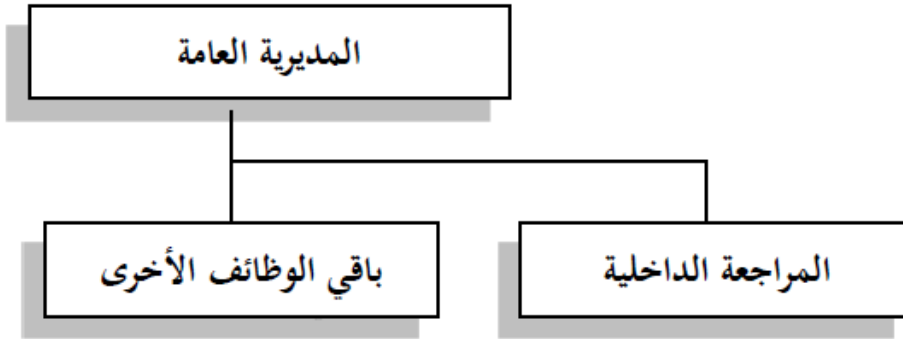 المديرية العامة
المراجعة الداخلية
باقي الوظائف الأخرى